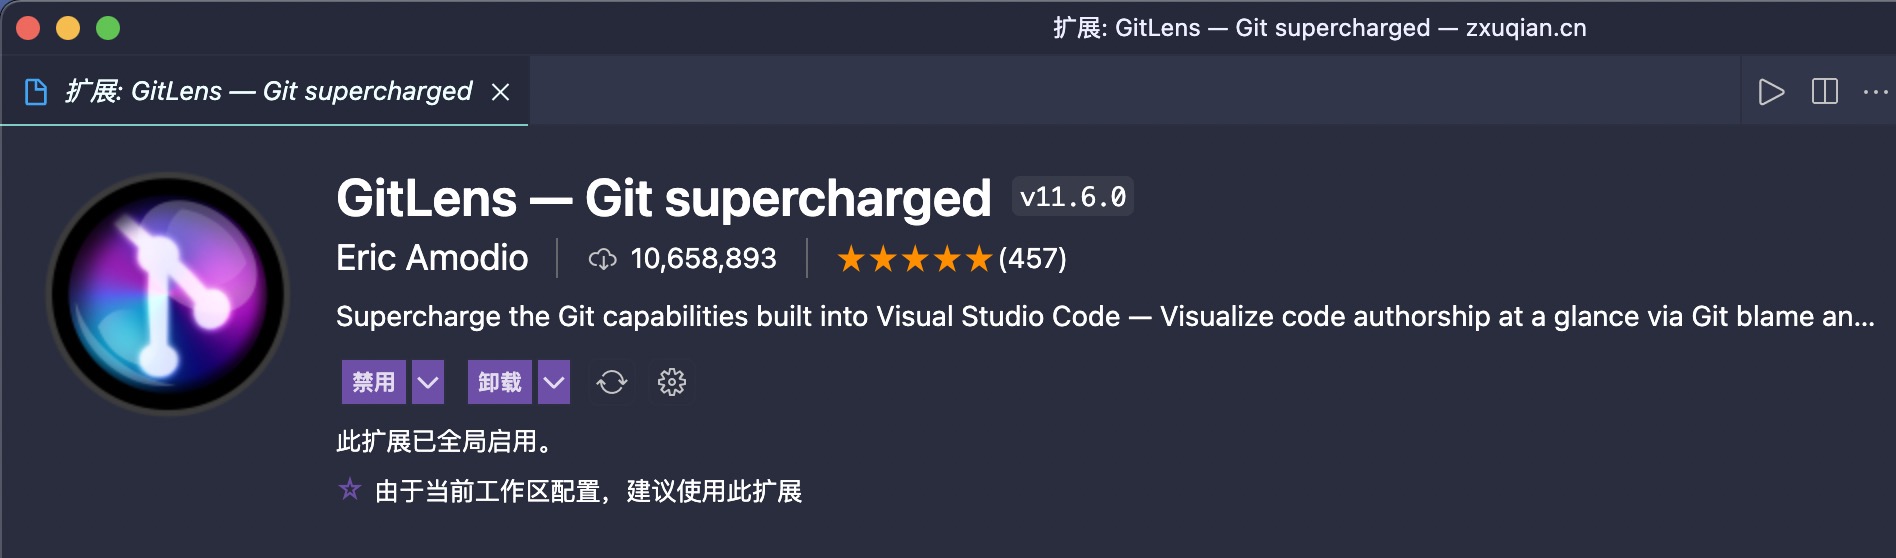 扩展: GitLens — Git supercharged — zxuqian.cn
扩展: GitLens — Git supercharged
GitLens — Git supercharged v11.6.0
Eric Amodio 10,658,893 (457)
Supercharge the Git capabilities built into Visual Studio Code — Visualize code authorship at a glance via Git blame an...
禁用 卸载
此扩展已全局启用。
由于当前工作区配置，建议使用此扩展